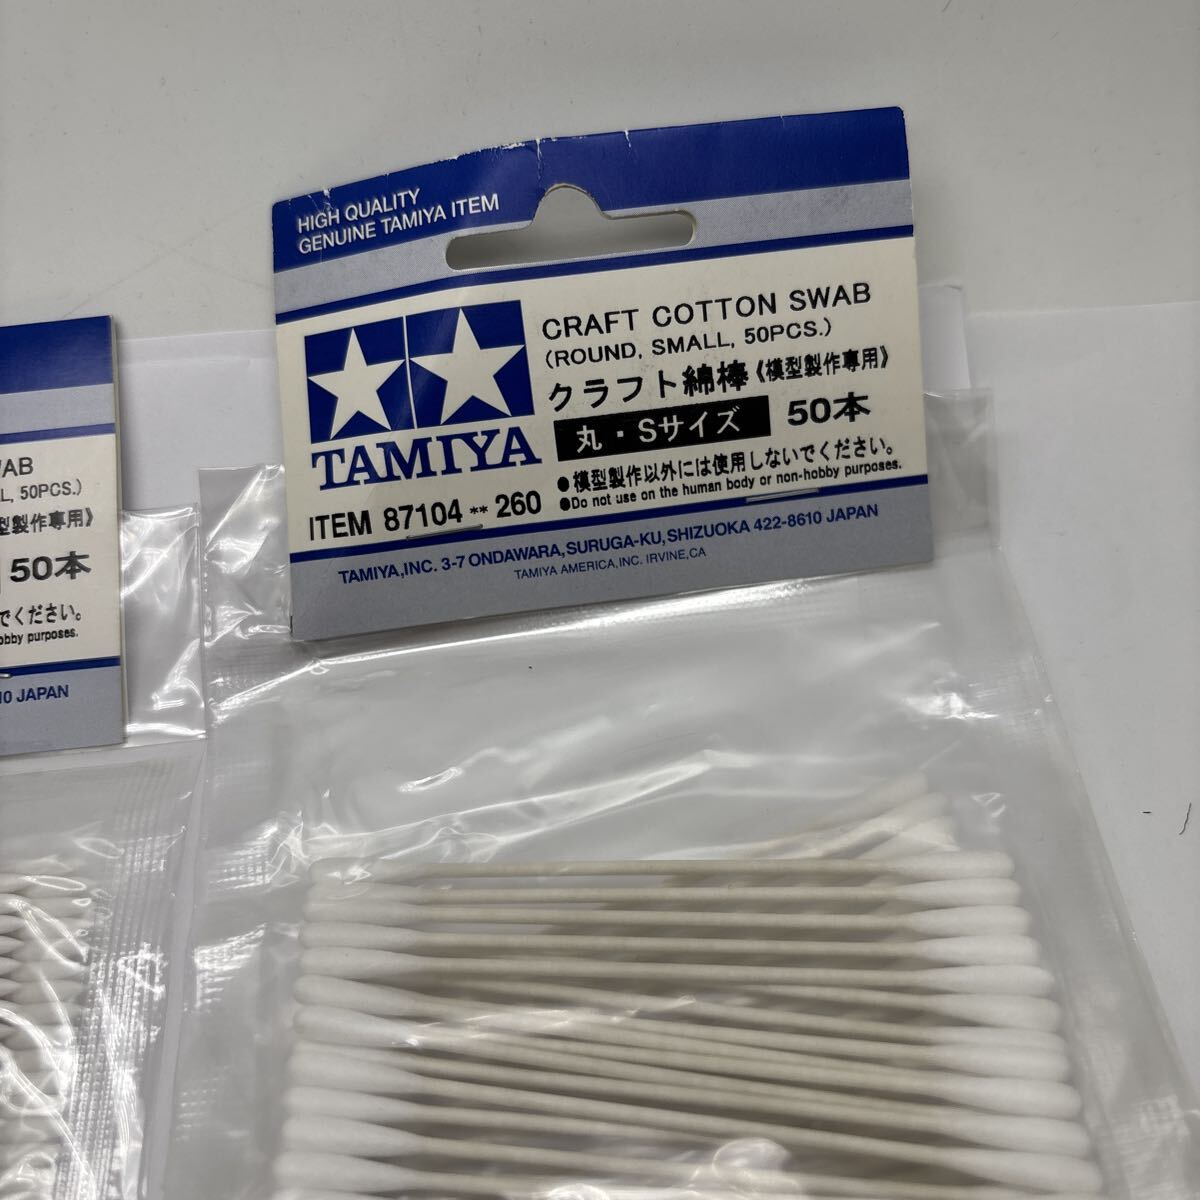 HIGH QUALITY
GENUINE TAMIYA ITEM
CRAFT COTTON SWAB
(ROUND, SMALL, 50PCS.)
クラフト綿棒《模型製作専用》
丸・Sサイズ 50本
TAMIYA
●模型製作以外には使用しないでください。
●Do not use on the human body or non-hobby purposes.
ITEM 87104 ** 260
TAMIYA,INC. 3-7 ONDAWARA,SURUGA-KU,SHIZUOKA 422-8610 JAPAN
TAMIYA AMERICA,INC. IRVINE,CA
WAB
L, 50PCS.)
型製作専用》
50本
でください。
obby purposes.
10 JAPAN